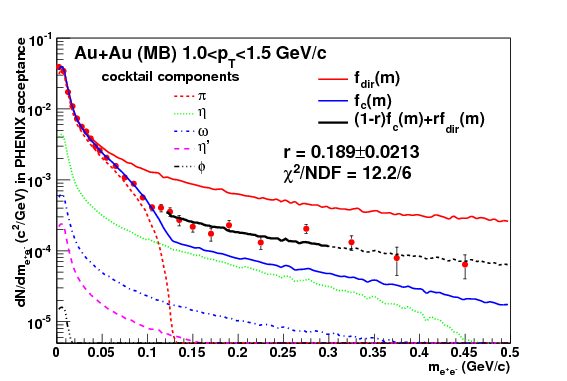 Au+Au (MB) 1.0<p_T<1.5 GeV/c
cocktail components
π
η
ω
η'
ϕ
f_dir(m)
f_c(m)
(1-r)f_c(m)+rf_dir(m)
r = 0.189±0.0213
χ²/NDF = 12.2/6
dN/dm_e⁺e⁻ (c²/GeV) in PHENIX acceptance
10⁻¹
10⁻²
10⁻³
10⁻⁴
10⁻⁵
0 0.05 0.1 0.15 0.2 0.25 0.3 0.35 0.4 0.45 0.5
m_e⁺e⁻ (GeV/c)